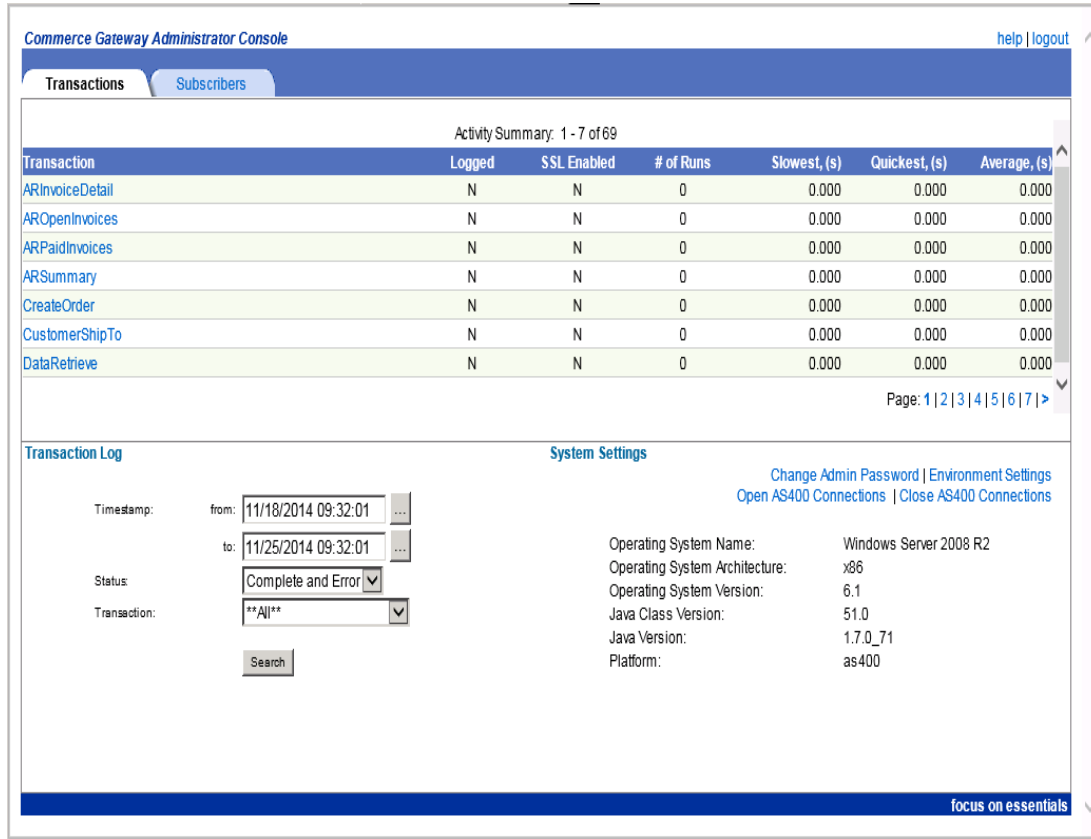 Commerce Gateway Administrator Console help | logout
Transactions Subscribers
Activity Summary: 1 - 7 of 69
Transaction Logged SSL Enabled # of Runs Slowest, (s) Quickest, (s) Average, (s)
ARInvoiceDetail N N 0 0.000 0.000 0.000
AROpenInvoices N N 0 0.000 0.000 0.000
ARPaidInvoices N N 0 0.000 0.000 0.000
ARSummary N N 0 0.000 0.000 0.000
CreateOrder N N 0 0.000 0.000 0.000
CustomerShipTo N N 0 0.000 0.000 0.000
DataRetrieve N N 0 0.000 0.000 0.000
Page: 1 | 2 | 3 | 4 | 5 | 6 | 7 | >
Transaction Log
Timestamp: from: 11/18/2014 09:32:01 ...
to: 11/25/2014 09:32:01 ...
Status: Complete and Error
Transaction: **All**
Search
System Settings
Change Admin Password | Environment Settings
Open AS400 Connections | Close AS400 Connections
Operating System Name: Windows Server 2008 R2
Operating System Architecture: x86
Operating System Version: 6.1
Java Class Version: 51.0
Java Version: 1.7.0_71
Platform: as400
focus on essentials